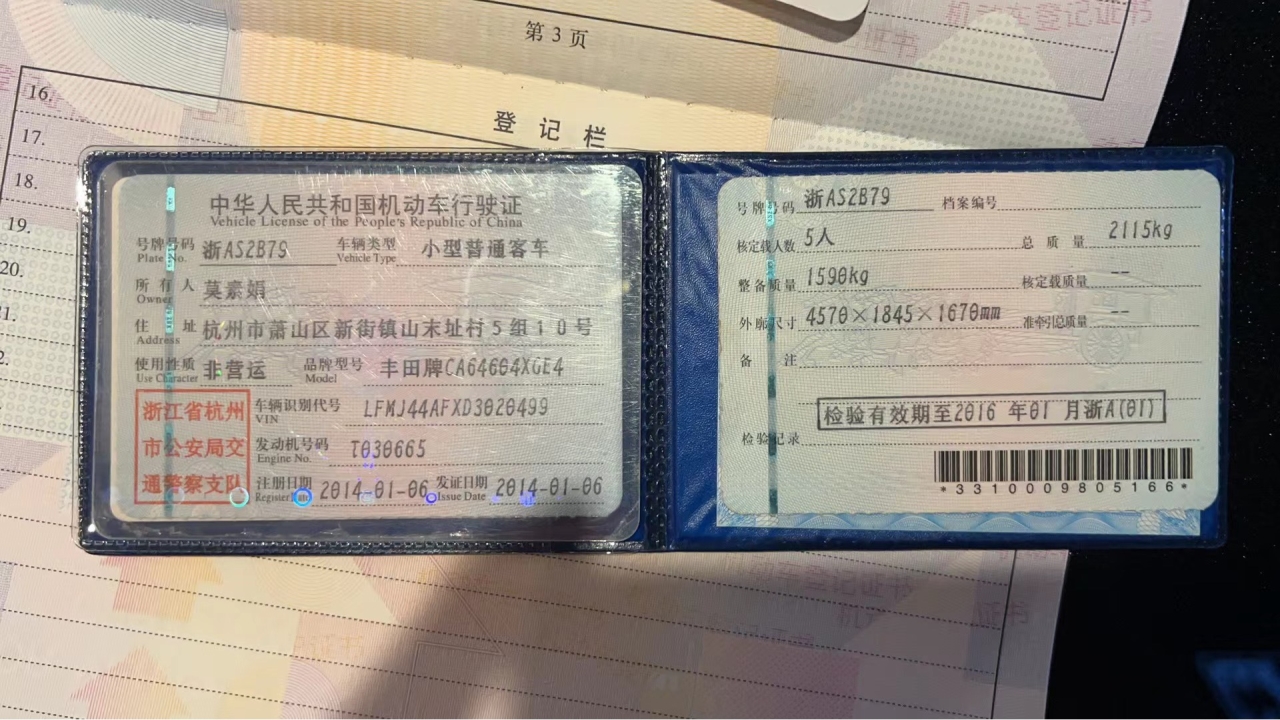 第 3 页
登 记 栏
16.
17.
18.
19.
20.
中华人民共和国机动车行驶证
Vehicle License of the People's Republic of China
号牌号码 浙AS2B79 车辆类型 小型普通客车
Plate No. Vehicle Type
所有人 莫素娟
Owner
住址 杭州市萧山区新街镇山末址村5组10号
Address
使用性质 非营运 品牌型号 丰田牌CA64604XGE4
Use Character Model
浙江省杭州
市公安局交
通警察支队
车辆识别代号 LFMJ44AFXD3020499
VIN
发动机号码 T030665
Engine No.
注册日期 2014-01-06 发证日期 2014-01-06
Register Date Issue Date
号牌号码 浙AS2B79 档案编号
核定载人数 5人 总质量 2115kg
整备质量 1590kg 核定载质量 --
外廓尺寸 4570×1845×1670mm 准牵引总质量 --
备注
检验有效期至2016 年01 月浙A(01)
检验记录
*3310009805166*
机动车登记证书